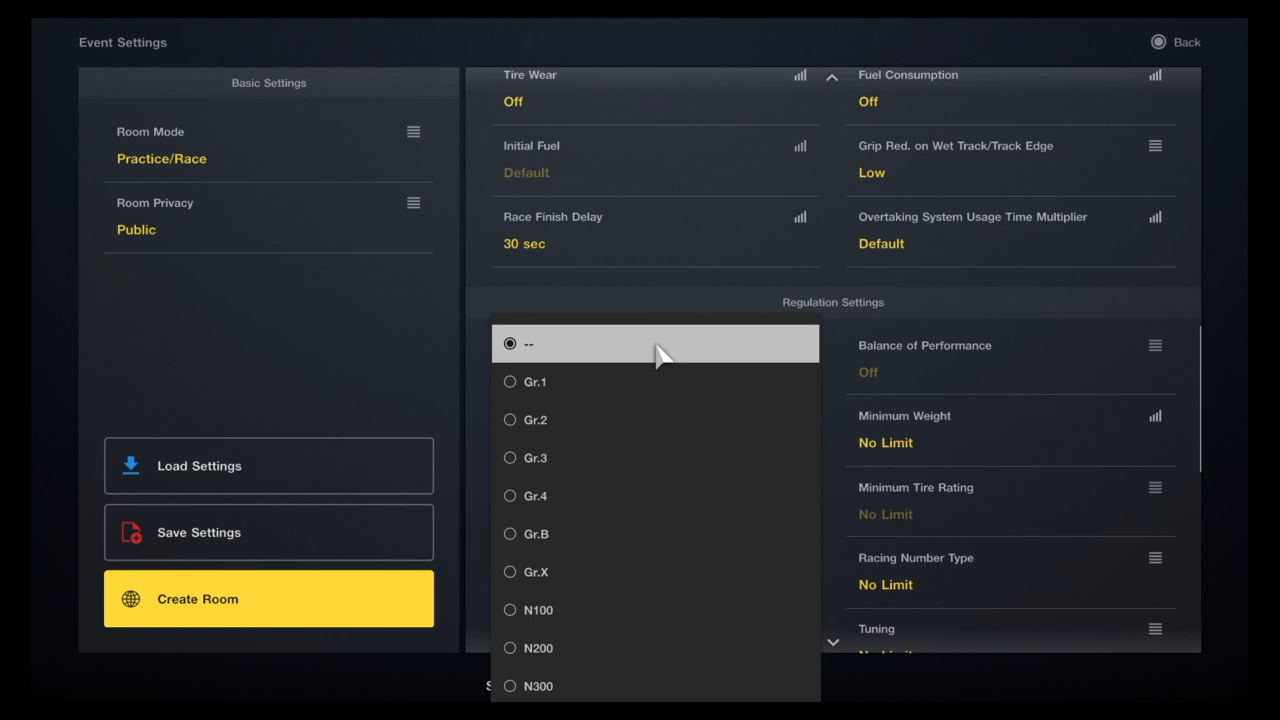 Event Settings
Back
Basic Settings
Room Mode
Practice/Race
Room Privacy
Public
Load Settings
Save Settings
Create Room
Tire Wear
Off
Fuel Consumption
Off
Initial Fuel
Default
Grip Red. on Wet Track/Track Edge
Low
Race Finish Delay
30 sec
Overtaking System Usage Time Multiplier
Default
Regulation Settings
--
Gr.1
Gr.2
Gr.3
Gr.4
Gr.B
Gr.X
N100
N200
N300
Balance of Performance
Off
Minimum Weight
No Limit
Minimum Tire Rating
No Limit
Racing Number Type
No Limit
Tuning